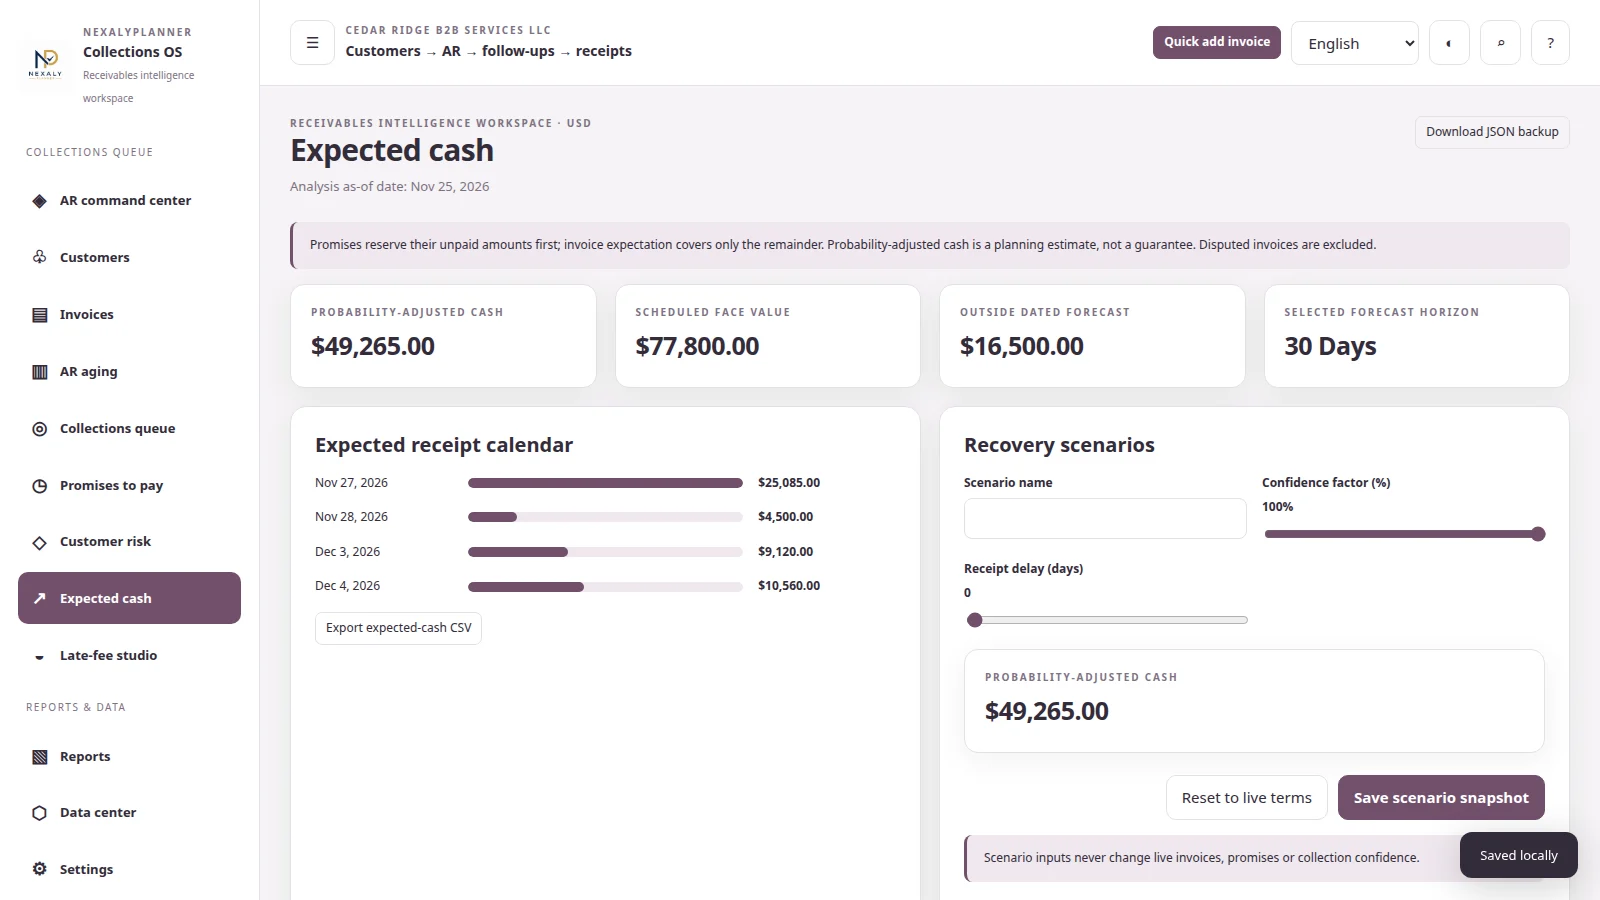 NEXALYPLANNER
Collections OS
Receivables intelligence
workspace
NEXALY
COLLECTIONS QUEUE
AR command center
Customers
Invoices
AR aging
Collections queue
Promises to pay
Customer risk
Expected cash
Late-fee studio
REPORTS & DATA
Reports
Data center
Settings
CEDAR RIDGE B2B SERVICES LLC
Customers → AR → follow-ups → receipts
Quick add invoice
English
?
RECEIVABLES INTELLIGENCE WORKSPACE · USD
Expected cash
Analysis as-of date: Nov 25, 2026
Download JSON backup
Promises reserve their unpaid amounts first; invoice expectation covers only the remainder. Probability-adjusted cash is a planning estimate, not a guarantee. Disputed invoices are excluded.
PROBABILITY-ADJUSTED CASH
$49,265.00
SCHEDULED FACE VALUE
$77,800.00
OUTSIDE DATED FORECAST
$16,500.00
SELECTED FORECAST HORIZON
30 Days
Expected receipt calendar
Nov 27, 2026 $25,085.00
Nov 28, 2026 $4,500.00
Dec 3, 2026 $9,120.00
Dec 4, 2026 $10,560.00
Export expected-cash CSV
Recovery scenarios
Scenario name
Confidence factor (%)
100%
Receipt delay (days)
0
PROBABILITY-ADJUSTED CASH
$49,265.00
Reset to live terms
Save scenario snapshot
Scenario inputs never change live invoices, promises or collection confidence.
Saved locally